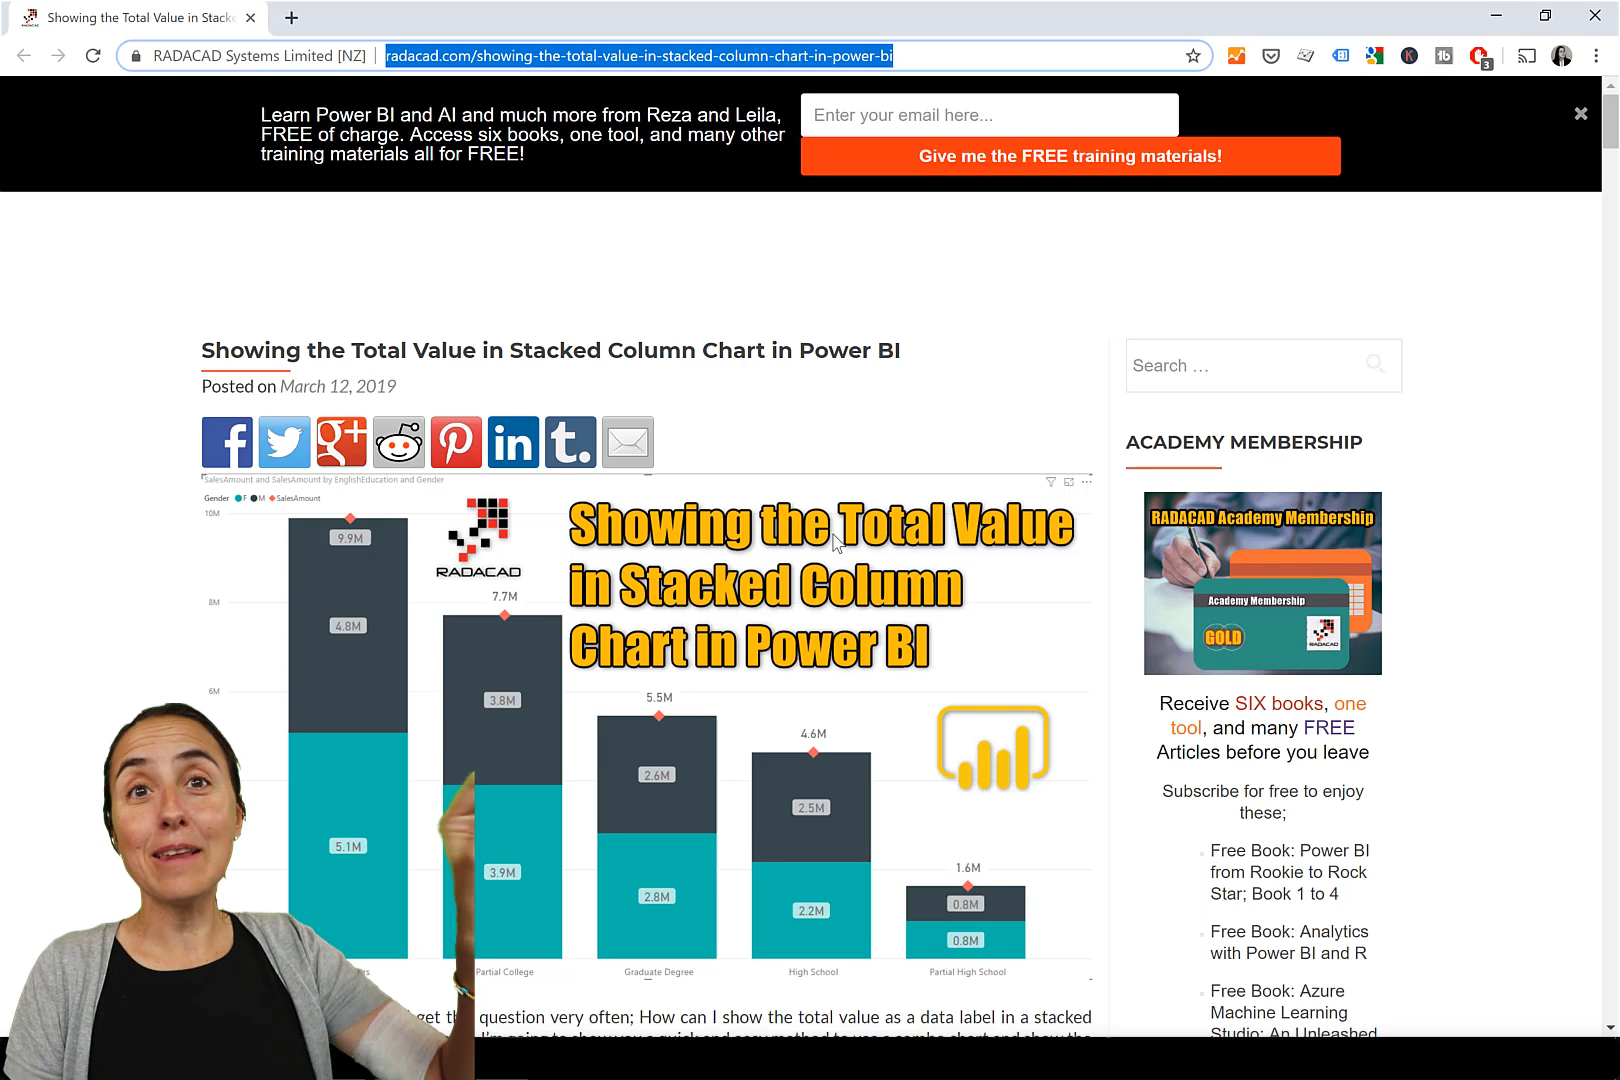 Showing the Total Value in Stack
RADACAD Systems Limited [NZ]
radacad.com/showing-the-total-value-in-stacked-column-chart-in-power-bi
3
Learn Power BI and AI and much more from Reza and Leila,
FREE of charge. Access six books, one tool, and many other
training materials all for FREE!
Enter your email here...
Give me the FREE training materials!
Showing the Total Value in Stacked Column Chart in Power BI
Posted on March 12, 2019
SalesAmount and SalesAmount by EnglishEducation and Gender
Gender F M SalesAmount
10M
8M
6M
9.9M
4.8M
5.1M
7.7M
3.8M
3.9M
5.5M
2.6M
2.8M
4.6M
2.5M
2.2M
1.6M
0.8M
0.8M
Partial College
Graduate Degree
High School
Partial High School
RADACAD
Showing the Total Value
in Stacked Column
Chart in Power BI
get th question very often; How can I show the total value as a data label in a stacked
Search …
ACADEMY MEMBERSHIP
RADACAD Academy Membership
Academy Membership
GOLD
Receive SIX books, one
tool, and many FREE
Articles before you leave
Subscribe for free to enjoy
these;
Free Book: Power BI
from Rookie to Rock
Star; Book 1 to 4
Free Book: Analytics
with Power BI and R
Free Book: Azure
Machine Learning
Studio: An Unleashed